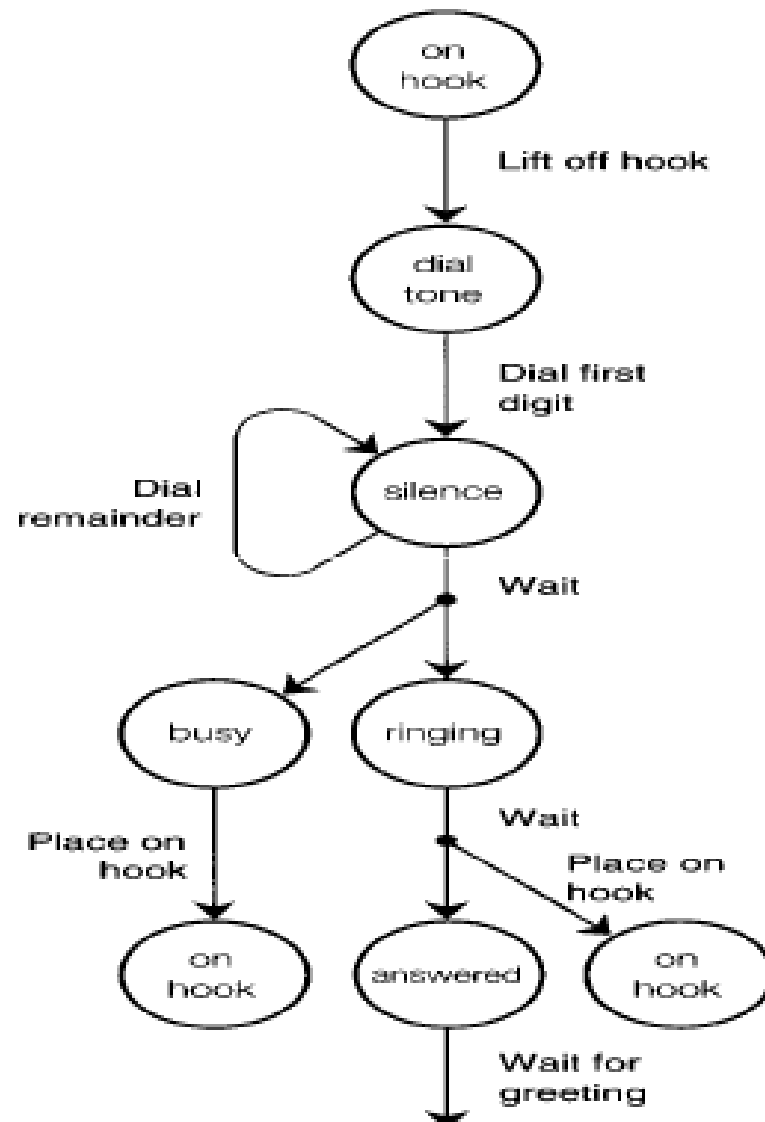 on
hook
Lift off hook
dial
tone
Dial first
digit
silence
Dial
remainder
Wait
busy
ringing
Place on
hook
Wait
Place on
hook
on
hook
answered
on
hook
Wait for
greeting